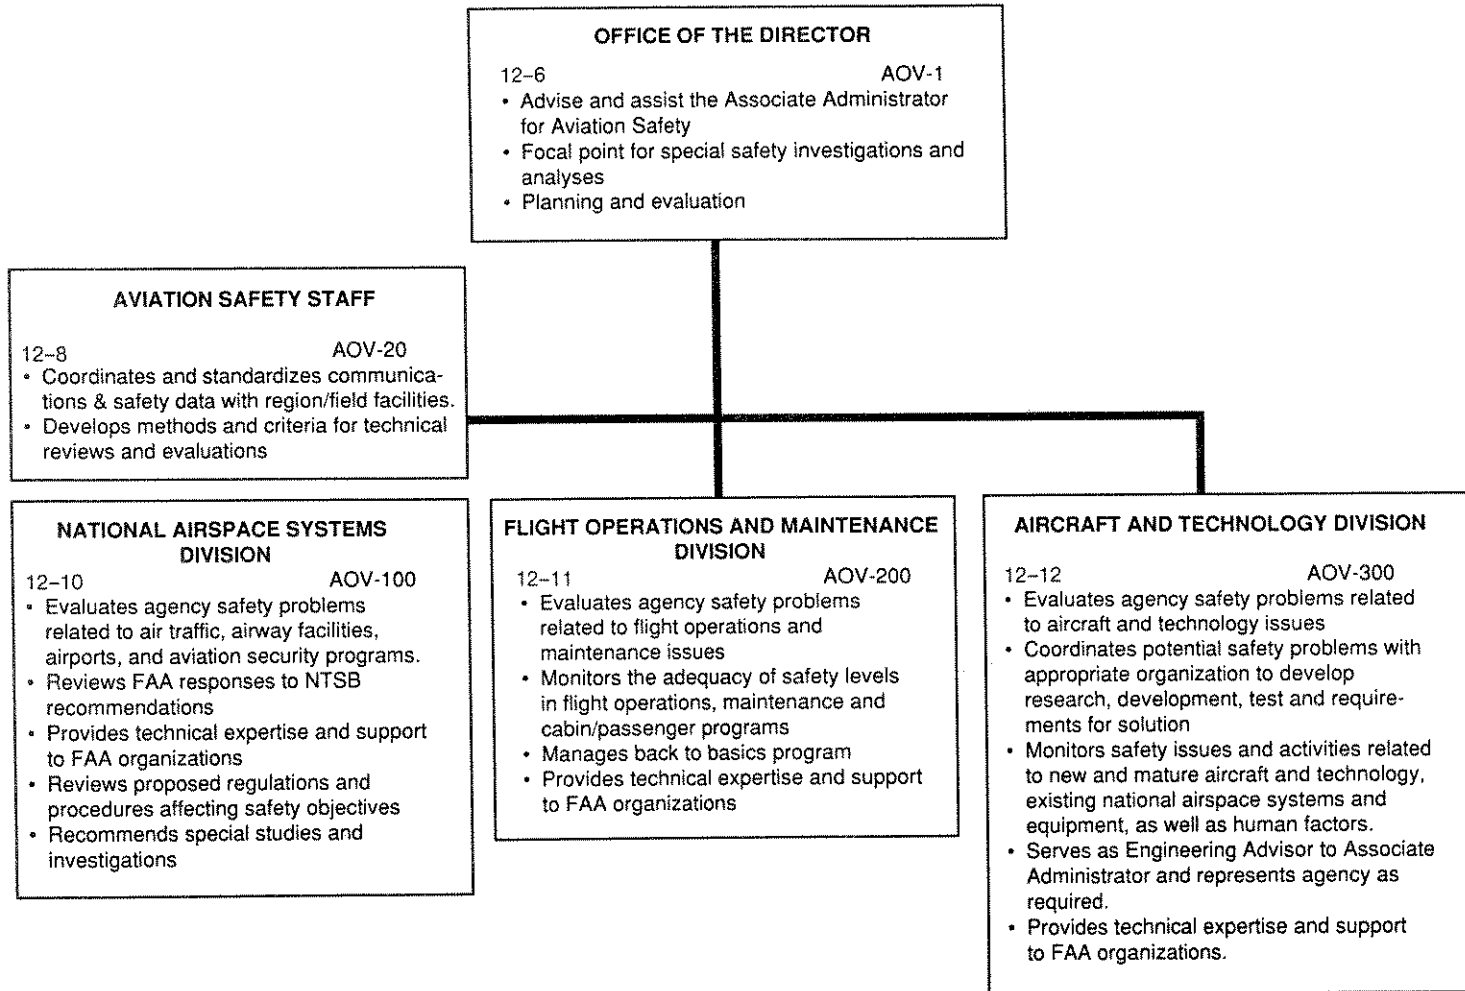 OFFICE OF THE DIRECTOR
12–6 AOV-1
• Advise and assist the Associate Administrator
for Aviation Safety
• Focal point for special safety investigations and
analyses
• Planning and evaluation
AVIATION SAFETY STAFF
12–8 AOV-20
• Coordinates and standardizes communica-
tions & safety data with region/field facilities.
• Develops methods and criteria for technical
reviews and evaluations
NATIONAL AIRSPACE SYSTEMS
DIVISION
12–10 AOV-100
• Evaluates agency safety problems
related to air traffic, airway facilities,
airports, and aviation security programs.
• Reviews FAA responses to NTSB
recommendations
• Provides technical expertise and support
to FAA organizations
• Reviews proposed regulations and
procedures affecting safety objectives
• Recommends special studies and
investigations
FLIGHT OPERATIONS AND MAINTENANCE
DIVISION
12–11 AOV-200
• Evaluates agency safety problems
related to flight operations and
maintenance issues
• Monitors the adequacy of safety levels
in flight operations, maintenance and
cabin/passenger programs
• Manages back to basics program
• Provides technical expertise and support
to FAA organizations
AIRCRAFT AND TECHNOLOGY DIVISION
12–12 AOV-300
• Evaluates agency safety problems related
to aircraft and technology issues
• Coordinates potential safety problems with
appropriate organization to develop
research, development, test and require-
ments for solution
• Monitors safety issues and activities related
to new and mature aircraft and technology,
existing national airspace systems and
equipment, as well as human factors.
• Serves as Engineering Advisor to Associate
Administrator and represents agency as
required.
• Provides technical expertise and support
to FAA organizations.